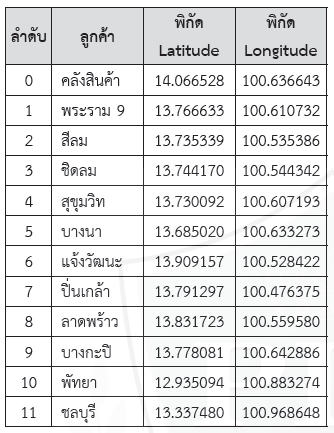 ลำดับ ลูกค้า พิกัด Latitude พิกัด Longitude
0 คลังสินค้า 14.066528 100.636643
1 พระราม 9 13.766633 100.610732
2 สีลม 13.735339 100.535386
3 ชิดลม 13.744170 100.544342
4 สุขุมวิท 13.730092 100.607193
5 บางนา 13.685020 100.633273
6 แจ้งวัฒนะ 13.909157 100.528422
7 ปิ่นเกล้า 13.791297 100.476375
8 ลาดพร้าว 13.831723 100.559580
9 บางกะปิ 13.778081 100.642886
10 พัทยา 12.935094 100.883274
11 ชลบุรี 13.337480 100.968648